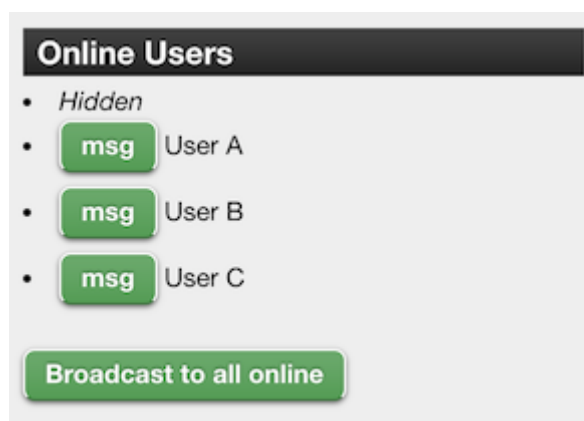 Online Users
Hidden
msg User A
msg User B
msg User C
Broadcast to all online